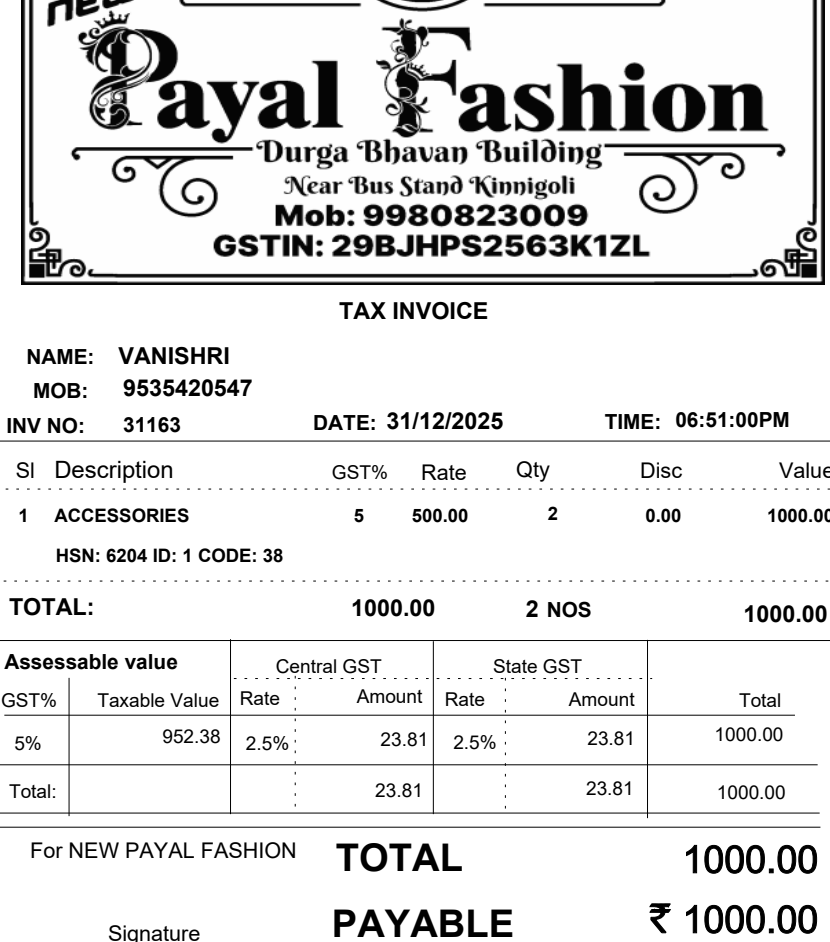 new
Payal Fashion
Durga Bhavan Building
Near Bus Stand Kinnigoli
Mob: 9980823009
GSTIN: 29BJHPS2563K1ZL
TAX INVOICE
NAME: VANISHRI
MOB: 9535420547
INV NO: 31163 DATE: 31/12/2025 TIME: 06:51:00PM
Sl Description GST% Rate Qty Disc Value
1 ACCESSORIES 5 500.00 2 0.00 1000.00
HSN: 6204 ID: 1 CODE: 38
TOTAL: 1000.00 2 NOS 1000.00
Assessable value Central GST State GST
GST% Taxable Value Rate Amount Rate Amount Total
5% 952.38 2.5% 23.81 2.5% 23.81 1000.00
Total: 23.81 23.81 1000.00
For NEW PAYAL FASHION TOTAL 1000.00
Signature PAYABLE ₹ 1000.00